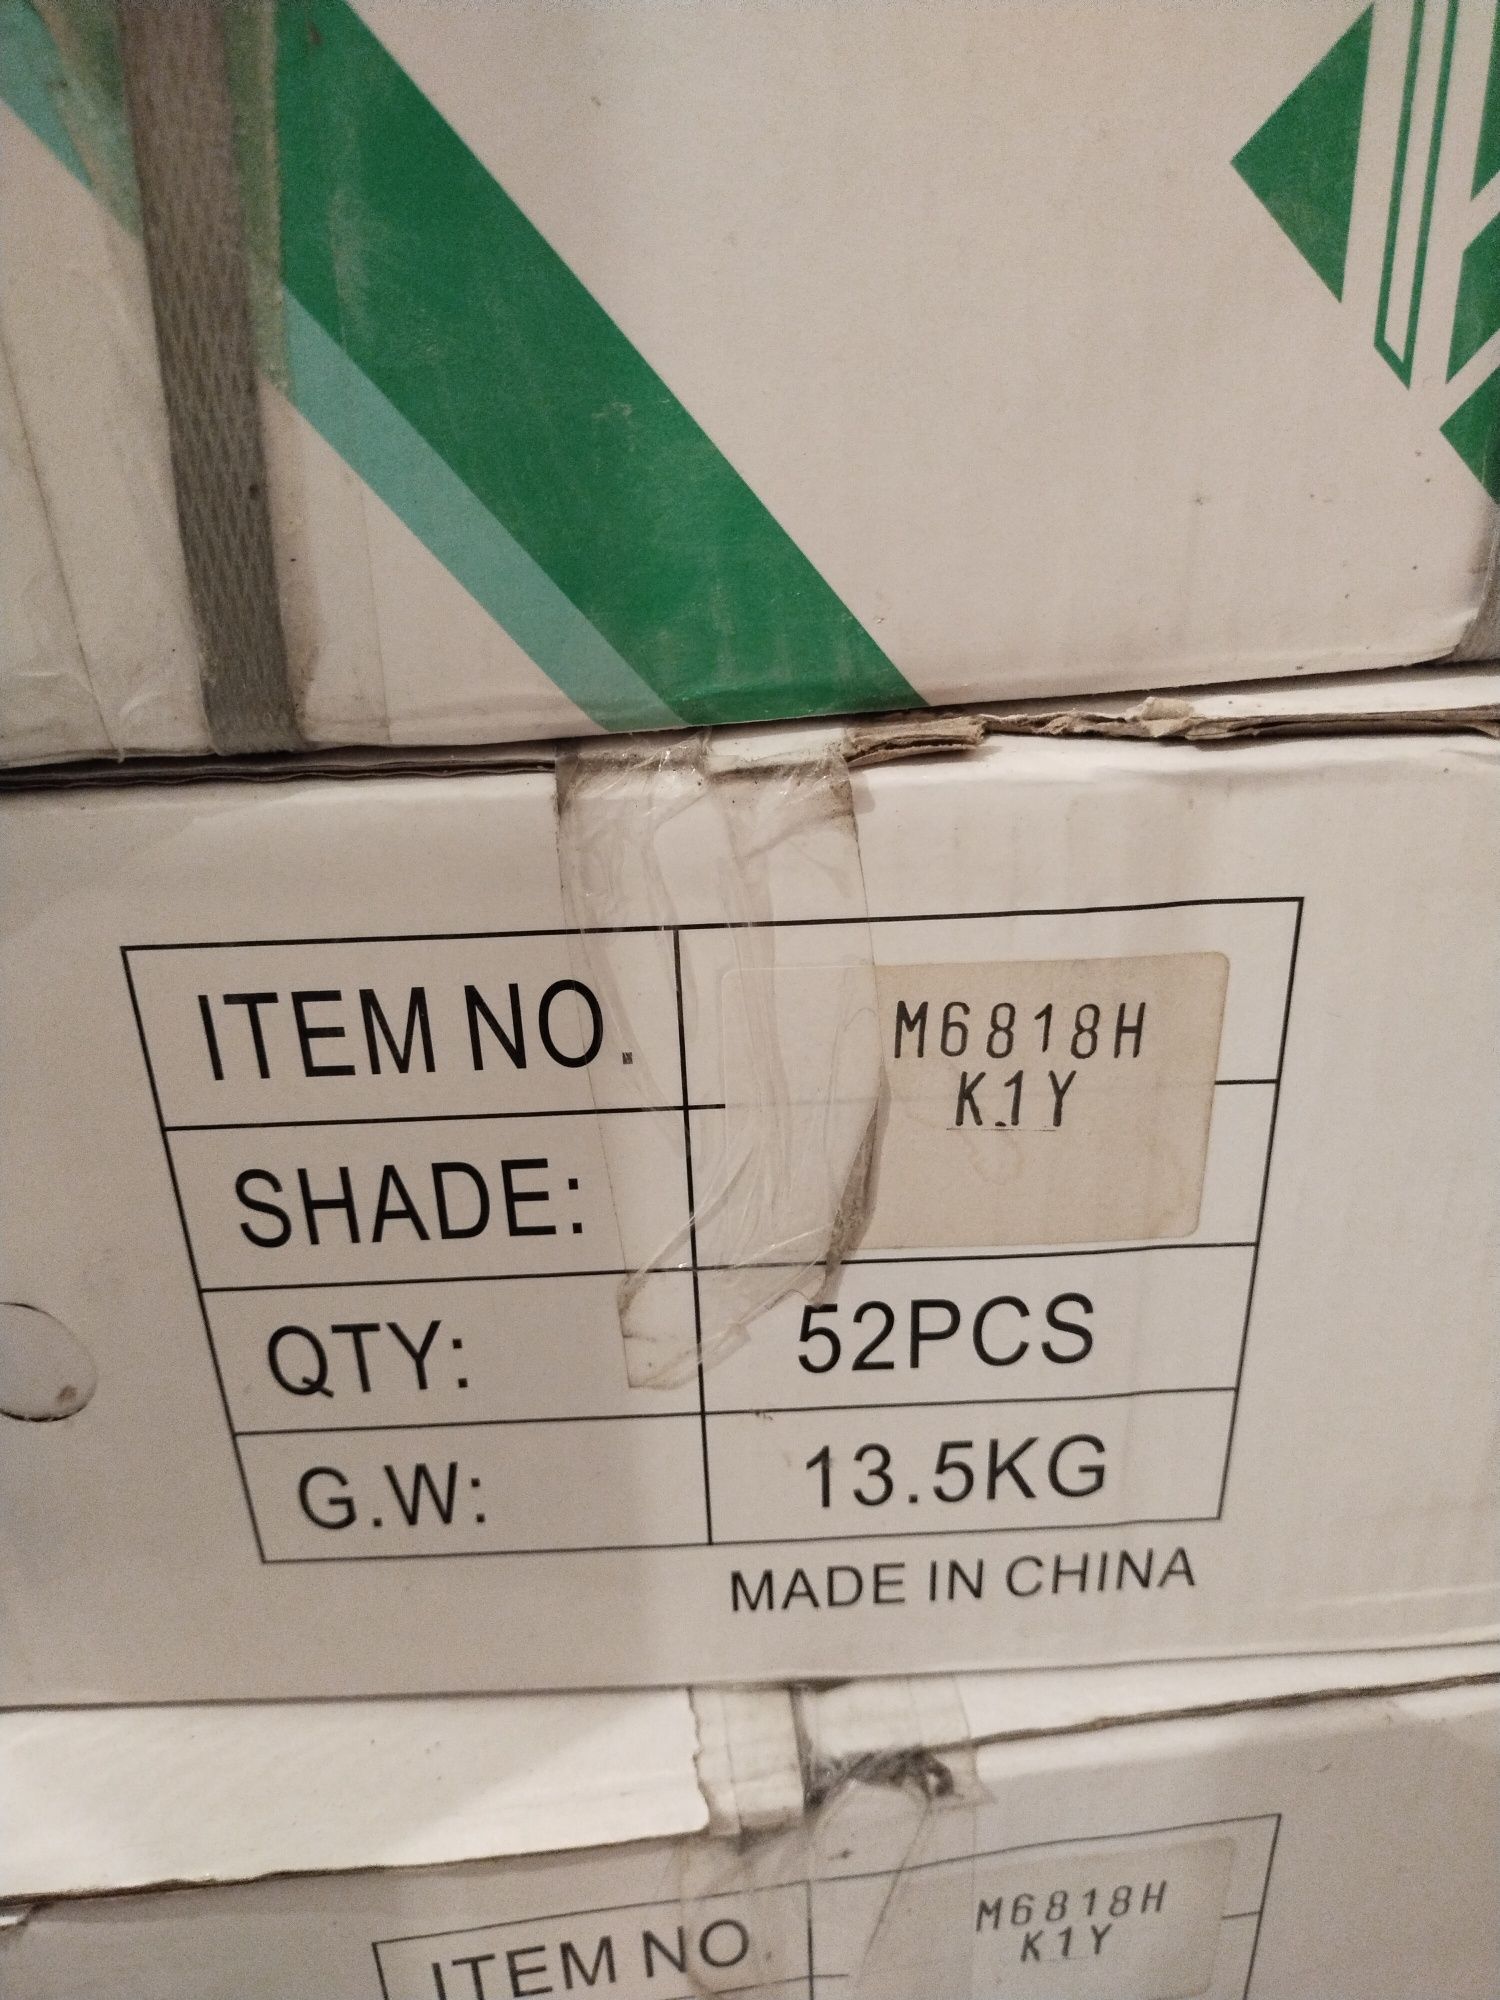 ITEM NO. M6818H
K1Y
SHADE:
QTY: 52PCS
G.W: 13.5KG
MADE IN CHINA
ITEM NO. M6818H
K1Y